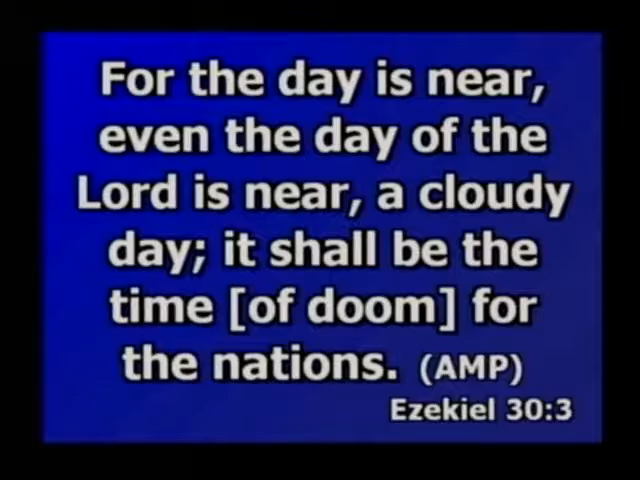 For the day is near,
even the day of the
Lord is near, a cloudy
day; it shall be the
time [of doom] for
the nations. (AMP)
Ezekiel 30:3